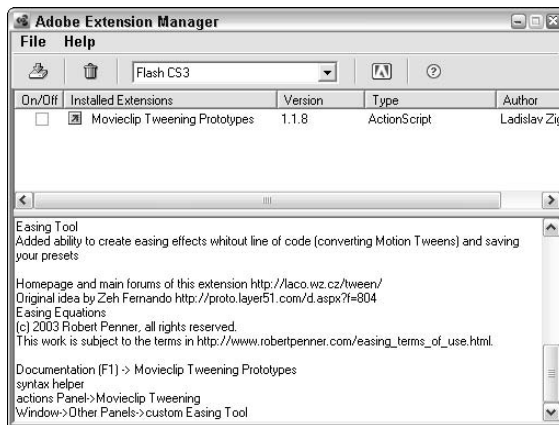 Adobe Extension Manager
File Help
Flash CS3
On/Off Installed Extensions Version Type Author
Movieclip Tweening Prototypes 1.1.8 ActionScript Ladislav Zig
Easing Tool
Added ability to create easing effects whitout line of code (converting Motion Tweens) and saving
your presets
Homepage and main forums of this extension http://laco.wz.cz/tween/
Original idea by Zeh Fernando http://proto.layer51.com/d.aspx?f=804
Easing Equations
(c) 2003 Robert Penner, all rights reserved.
This work is subject to the terms in http://www.robertpenner.com/easing_terms_of_use.html.
Documentation (F1) -> Movieclip Tweening Prototypes
syntax helper
actions Panel->Movieclip Tweening
Window->Other Panels->custom Easing Tool